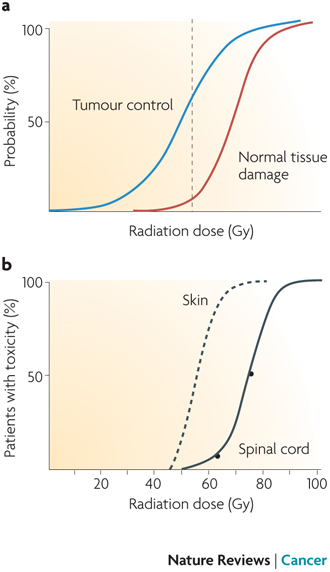 a
100
50
Probability (%)
Tumour control
Normal tissue
damage
Radiation dose (Gy)
b
100
50
Patients with toxicity (%)
Skin
Spinal cord
20 40 60 80 100
Radiation dose (Gy)
Nature Reviews | Cancer